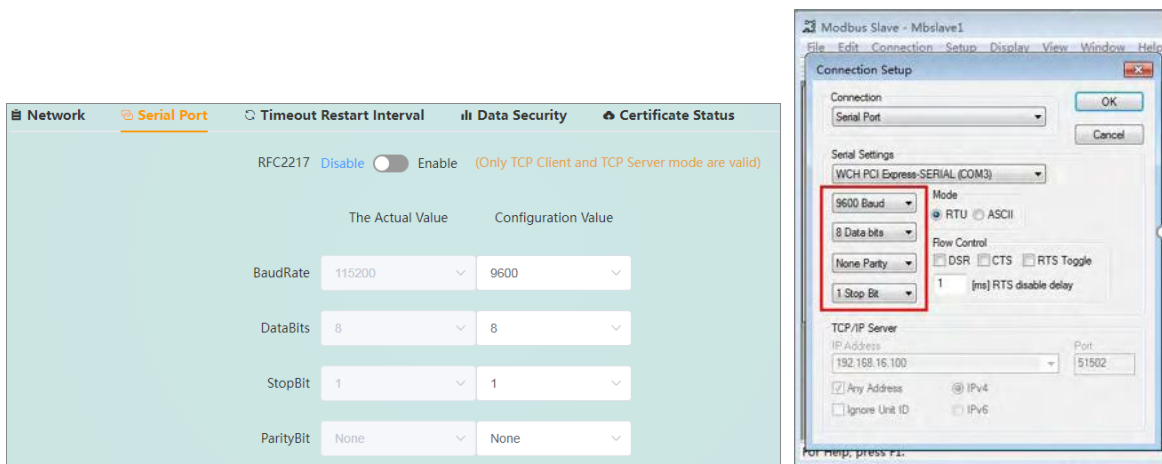 Network Serial Port Timeout Restart Interval Data Security Certificate Status
RFC2217 Disable Enable (Only TCP Client and TCP Server mode are valid)
The Actual Value Configuration Value
BaudRate 115200 9600
DataBits 8 8
StopBit 1 1
ParityBit None None
Modbus Slave - Mbslave1
File Edit Connection Setup Display View Window Help
Connection Setup
Connection
Serial Port
OK
Cancel
Serial Settings
WCH PCI Express-SERIAL (COM3)
9600 Baud
8 Data bits
None Parity
1 Stop Bit
Mode
RTU ASCII
Flow Control
DSR CTS RTS Toggle
1 [ms] RTS disable delay
TCP/IP Server
IP Address Port
192.168.16.100 51502
Any Address IPv4
Ignore Unit ID IPv6
For Help, press F1.